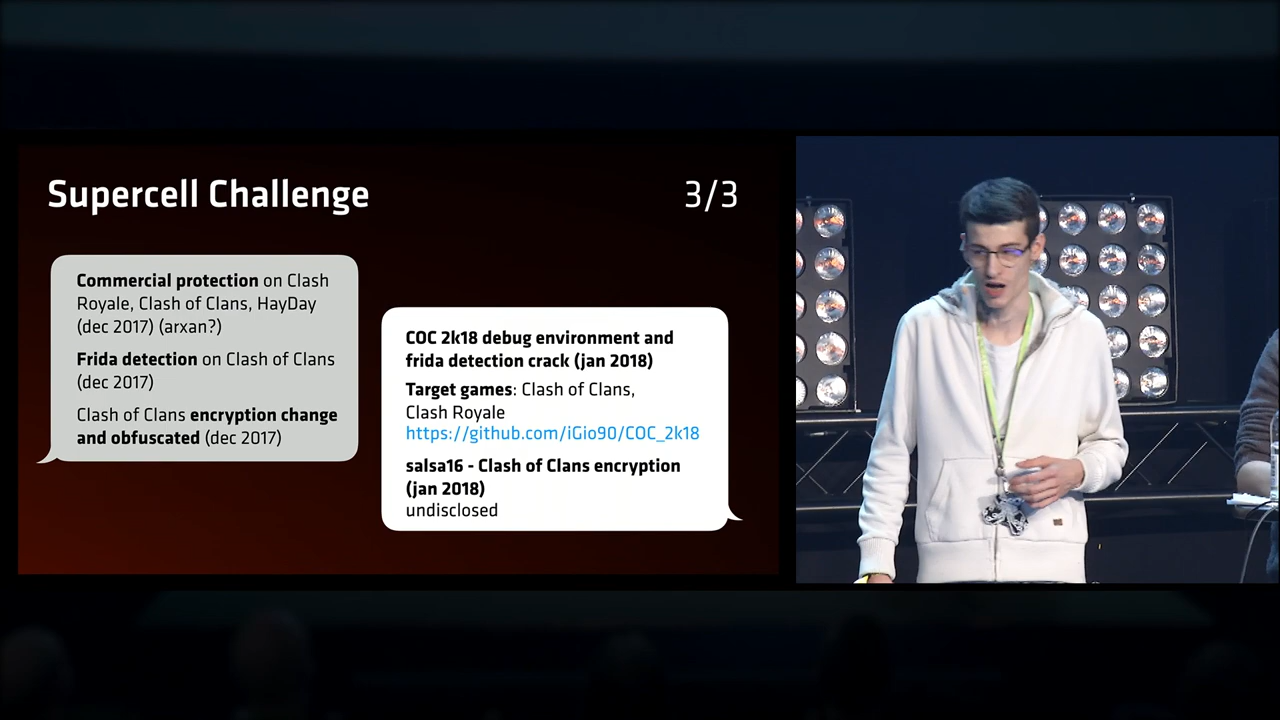 Supercell Challenge
3/3
Commercial protection on Clash
Royale, Clash of Clans, HayDay
(dec 2017) (arxan?)
Frida detection on Clash of Clans
(dec 2017)
Clash of Clans encryption change
and obfuscated (dec 2017)
COC 2k18 debug environment and
frida detection crack (jan 2018)
Target games: Clash of Clans,
Clash Royale
https://github.com/iGio90/COC_2k18
salsa16 - Clash of Clans encryption
(jan 2018)
undisclosed